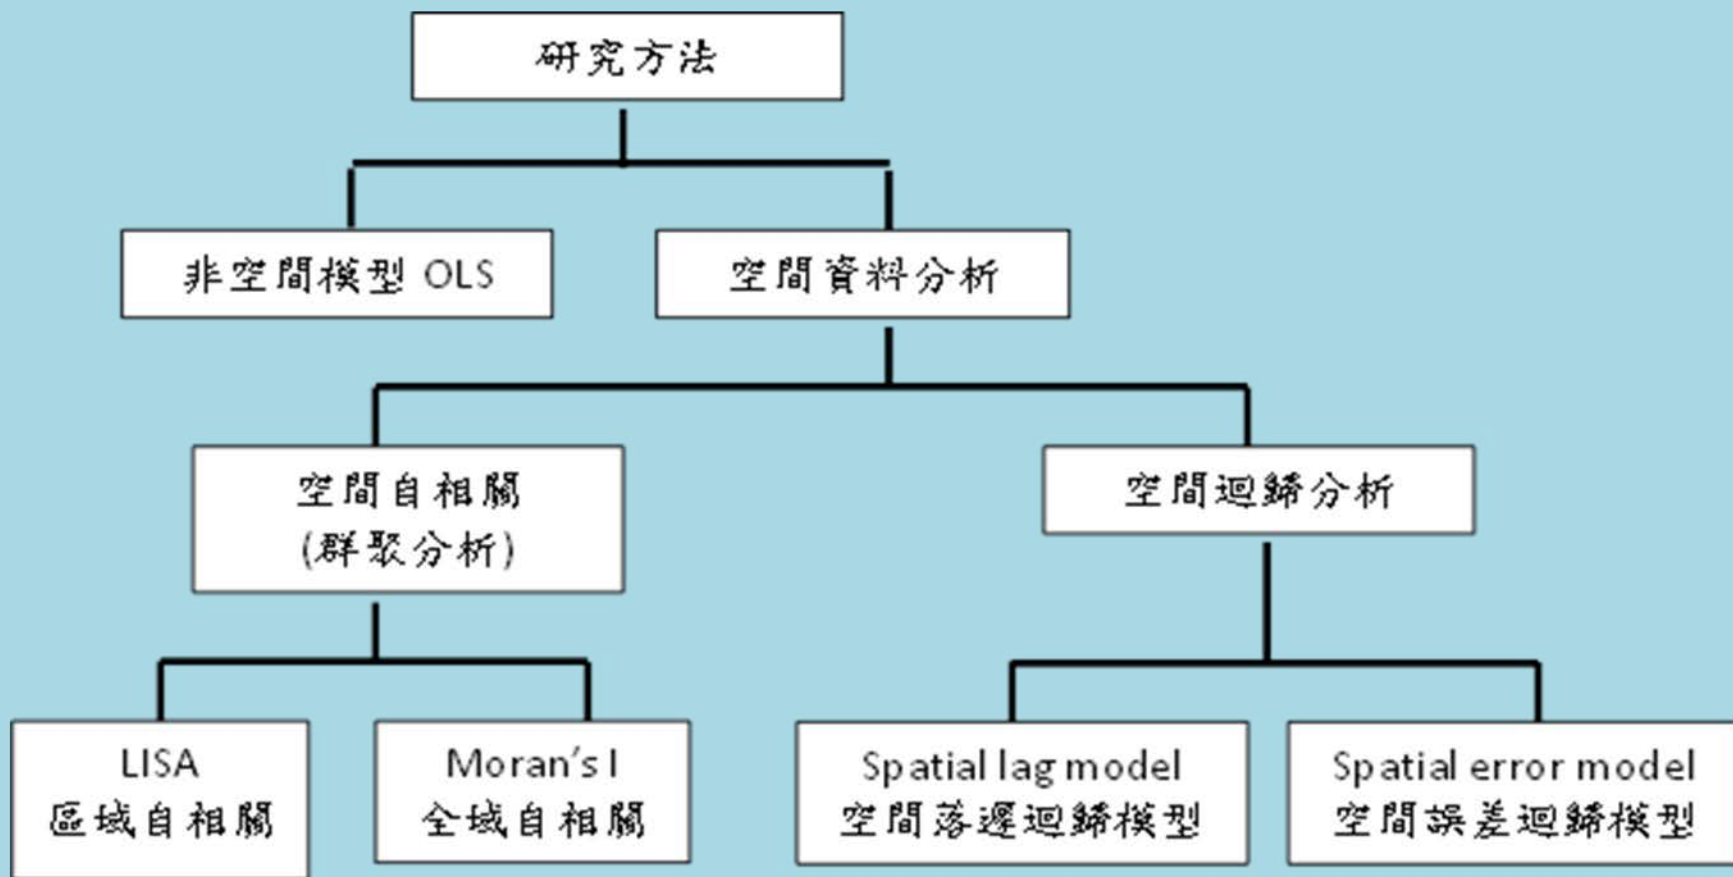 研究方法
非空間模型 OLS
空間資料分析
空間自相關
(群聚分析)
空間迴歸分析
LISA
區域自相關
Moran's I
全域自相關
Spatial lag model
空間落遲迴歸模型
Spatial error model
空間誤差迴歸模型